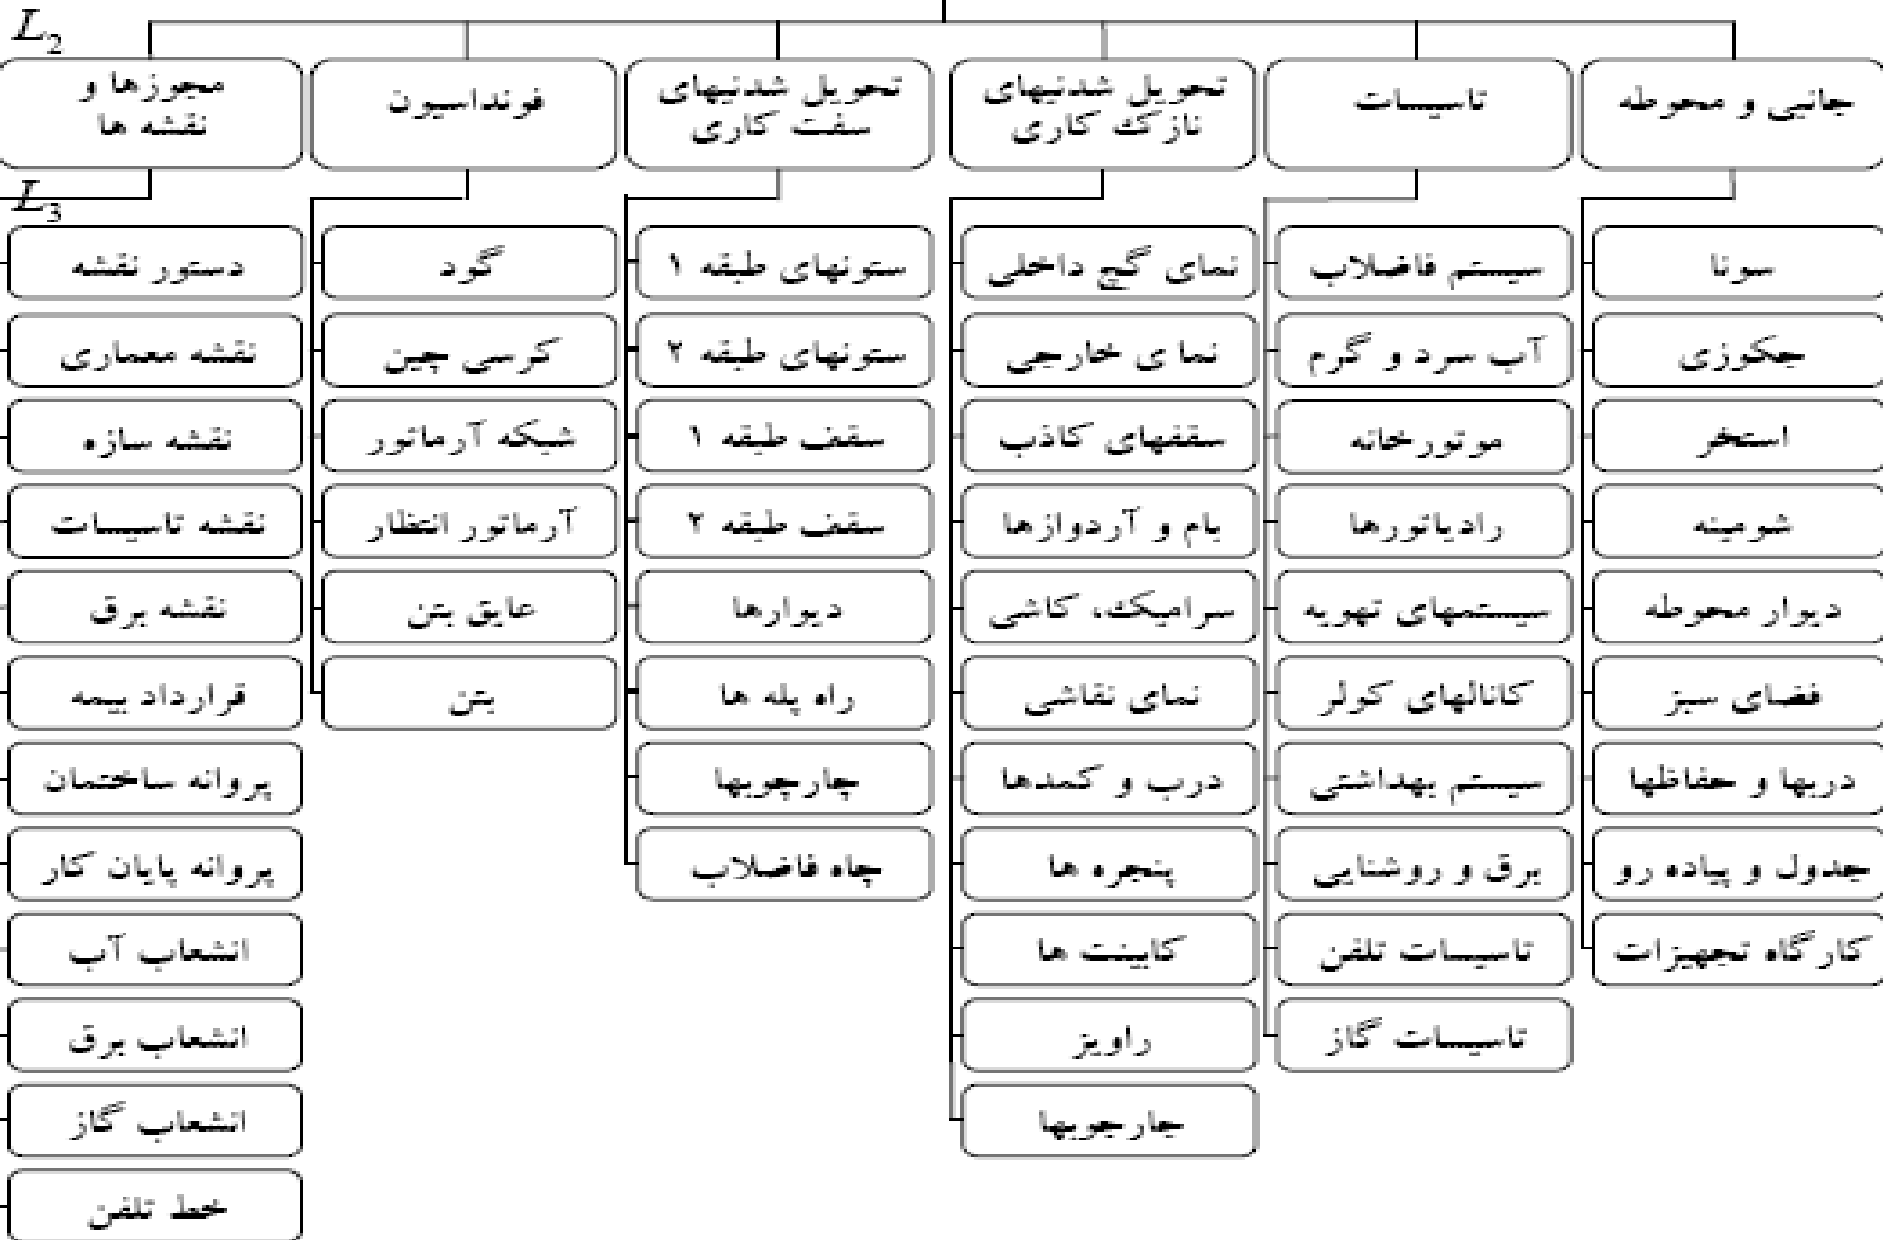 L2
مجوزها و
نقشه ها
فونداسیون
تحویل شدنیهای
سفت کاری
تحویل شدنیهای
نازک کاری
تاسیسات
جانبی و محوطه
L3
دستور نقشه
نقشه معماری
نقشه سازه
نقشه تاسیسات
نقشه برق
قرارداد بیمه
پروانه ساختمان
پروانه پایان کار
انشعاب آب
انشعاب برق
انشعاب گاز
خط تلفن
گود
کرسی چین
شبکه آرماتور
آرماتور انتظار
عایق بتن
بتن
ستونهای طبقه ۱
ستونهای طبقه ۲
سقف طبقه ۱
سقف طبقه ۲
دیوارها
راه پله ها
چارچوبها
چاه فاضلاب
نمای گچ داخلی
نمای خارجی
سقفهای کاذب
بام و آردوازها
سرامیک، کاشی
نمای نقاشی
درب و کمدها
پنجره ها
کابینت ها
راویز
چارچوبها
سیستم فاضلاب
آب سرد و گرم
موتورخانه
رادیاتورها
سیستمهای تهویه
کانالهای کولر
سیستم بهداشتی
برق و روشنایی
تاسیسات تلفن
تاسیسات گاز
سونا
جکوزی
استخر
شومینه
دیوار محوطه
فضای سبز
دربها و حفاظها
جدول و پیاده رو
کارگاه تجهیزات